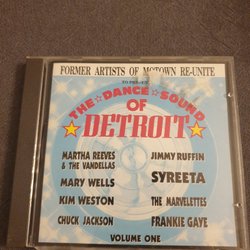 FORMER ARTISTS OF MOTOWN RE-UNITE
THE DANCE SOUND
OF
DETROIT
MARTHA REEVES
& THE VANDELLAS
MARY WELLS
KIM WESTON
CHUCK JACKSON
JIMMY RUFFIN
SYREETA
THE MARVELETTES
FRANKIE GAYE
VOLUME ONE